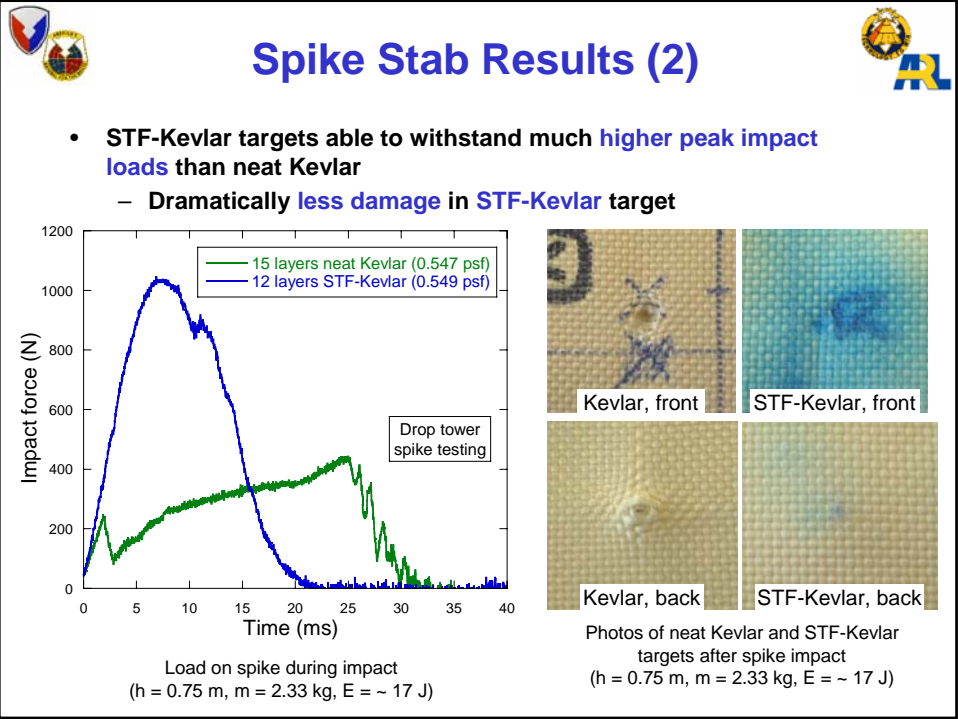 Spike Stab Results (2)
ARL
• STF-Kevlar targets able to withstand much higher peak impact
loads than neat Kevlar
– Dramatically less damage in STF-Kevlar target
1200
1000
800
600
400
200
0
Impact force (N)
15 layers neat Kevlar (0.547 psf)
12 layers STF-Kevlar (0.549 psf)
Drop tower
spike testing
0 5 10 15 20 25 30 35 40
Time (ms)
Load on spike during impact
(h = 0.75 m, m = 2.33 kg, E = ~ 17 J)
Kevlar, front
STF-Kevlar, front
Kevlar, back
STF-Kevlar, back
Photos of neat Kevlar and STF-Kevlar
targets after spike impact
(h = 0.75 m, m = 2.33 kg, E = ~ 17 J)